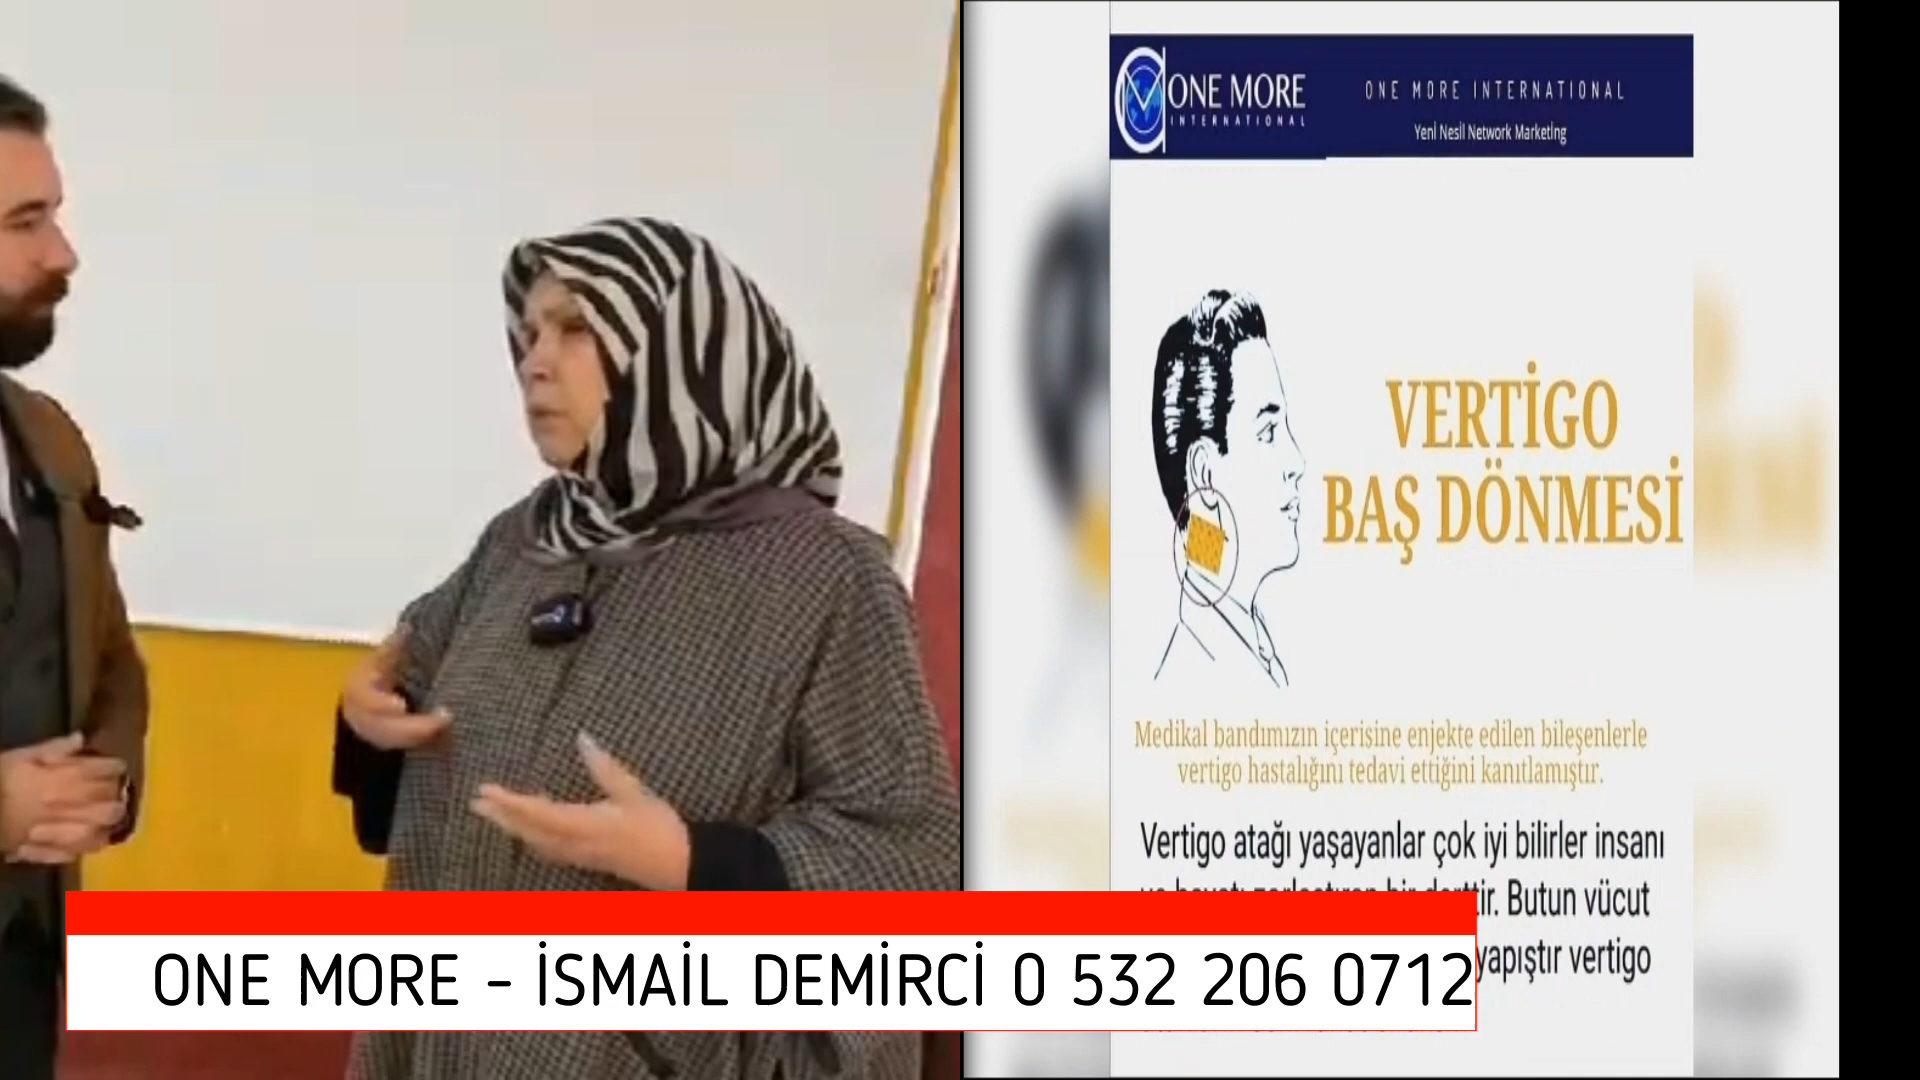 ONE MORE
INTERNATIONAL
ONE MORE INTERNATIONAL
Yeni Nesil Network Marketing
VERTİGO
BAŞ DÖNMESİ
Medikal bandımızın içerisine enjekte edilen bileşenlerle
vertigo hastalığını tedavi ettiğini kanıtlamıştır.
Vertigo atağı yaşayanlar çok iyi bilirler insanı
Butun vücut
yapıştır vertigo
ONE MORE - İSMAİL DEMİRCİ 0 532 206 0712